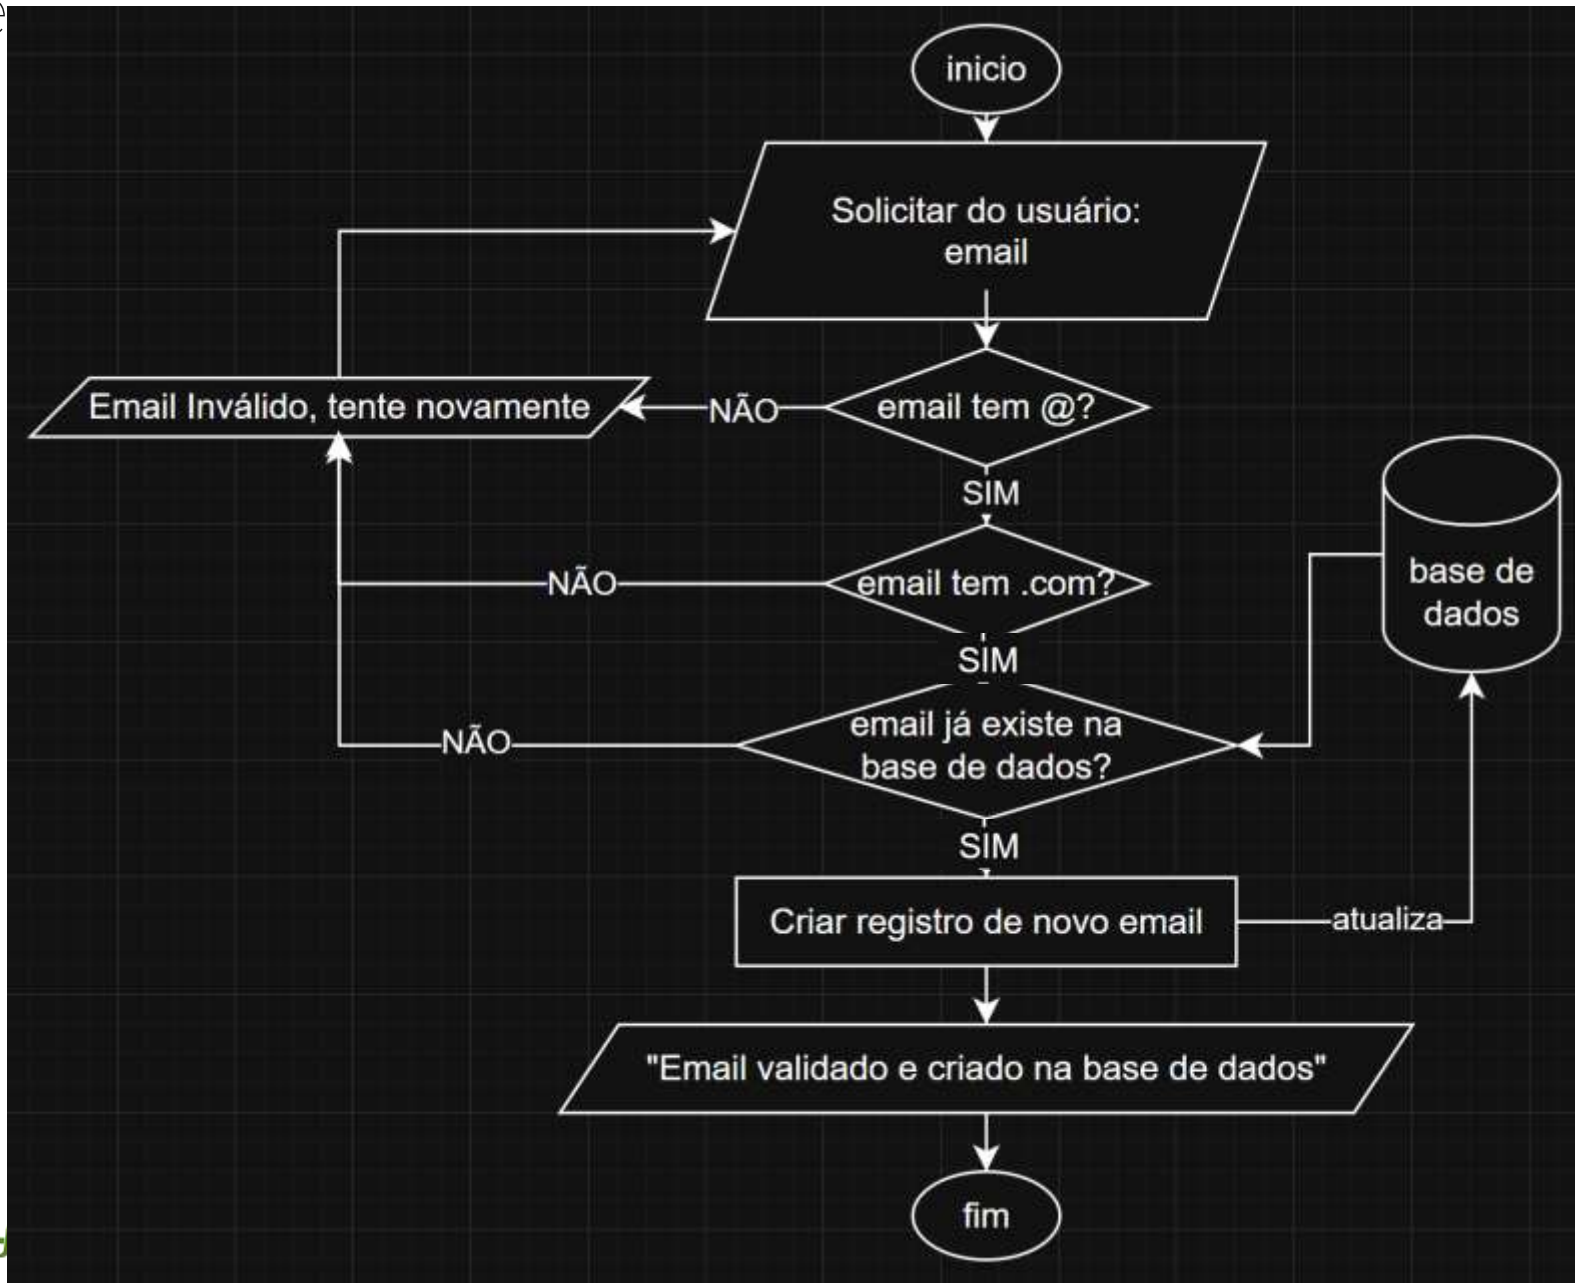 inicio
Solicitar do usuário:
email
Email Inválido, tente novamente
NÃO
email tem @?
SIM
NÃO
email tem .com?
base de
dados
SIM
NÃO
email já existe na
base de dados?
SIM
Criar registro de novo email
atualiza
"Email validado e criado na base de dados"
fim